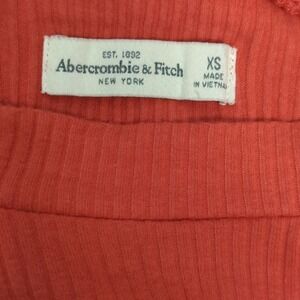 EST. 1892
Abercrombie & Fitch
NEW YORK
XS
MADE
IN VIETNAM